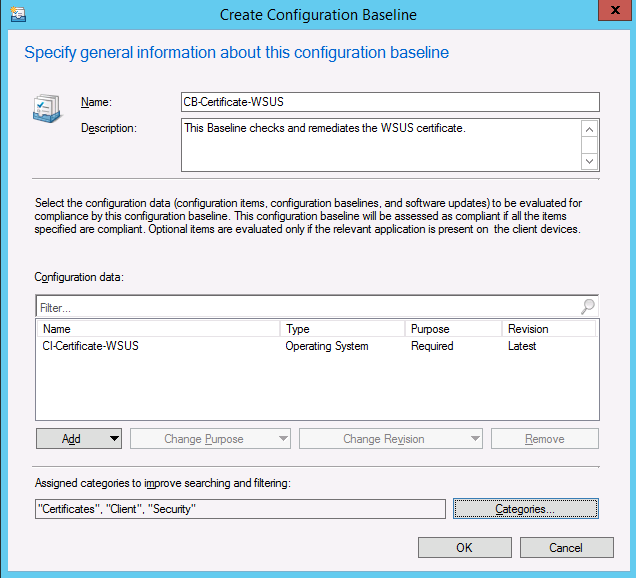 Create Configuration Baseline
x
Specify general information about this configuration baseline
Name:
CB-Certificate-WSUS
Description:
This Baseline checks and remediates the WSUS certificate.
Select the configuration data (configuration items, configuration baselines, and software updates) to be evaluated for
compliance by this configuration baseline. This configuration baseline will be assessed as compliant if all the items
specified are compliant. Optional items are evaluated only if the relevant application is present on the client devices.
Configuration data:
Filter...
Name Type Purpose Revision
CI-Certificate-WSUS Operating System Required Latest
Add Change Purpose Change Revision Remove
Assigned categories to improve searching and filtering:
"Certificates", "Client", "Security" Categories...
OK Cancel